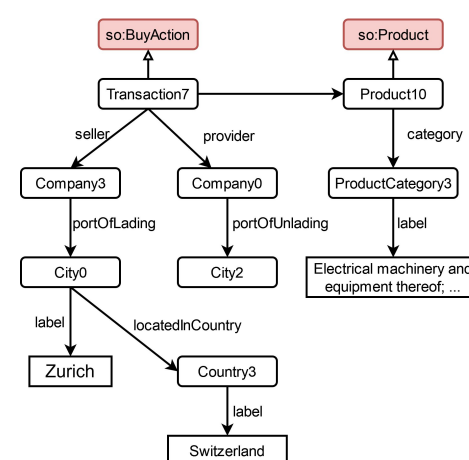 so:BuyAction
so:Product
Transaction7
Product10
seller
provider
category
Company3
Company0
ProductCategory3
portOfLading
portOfUnlading
label
City0
City2
Electrical machinery and
equipment thereof; ...
label
locatedInCountry
Zurich
Country3
label
Switzerland